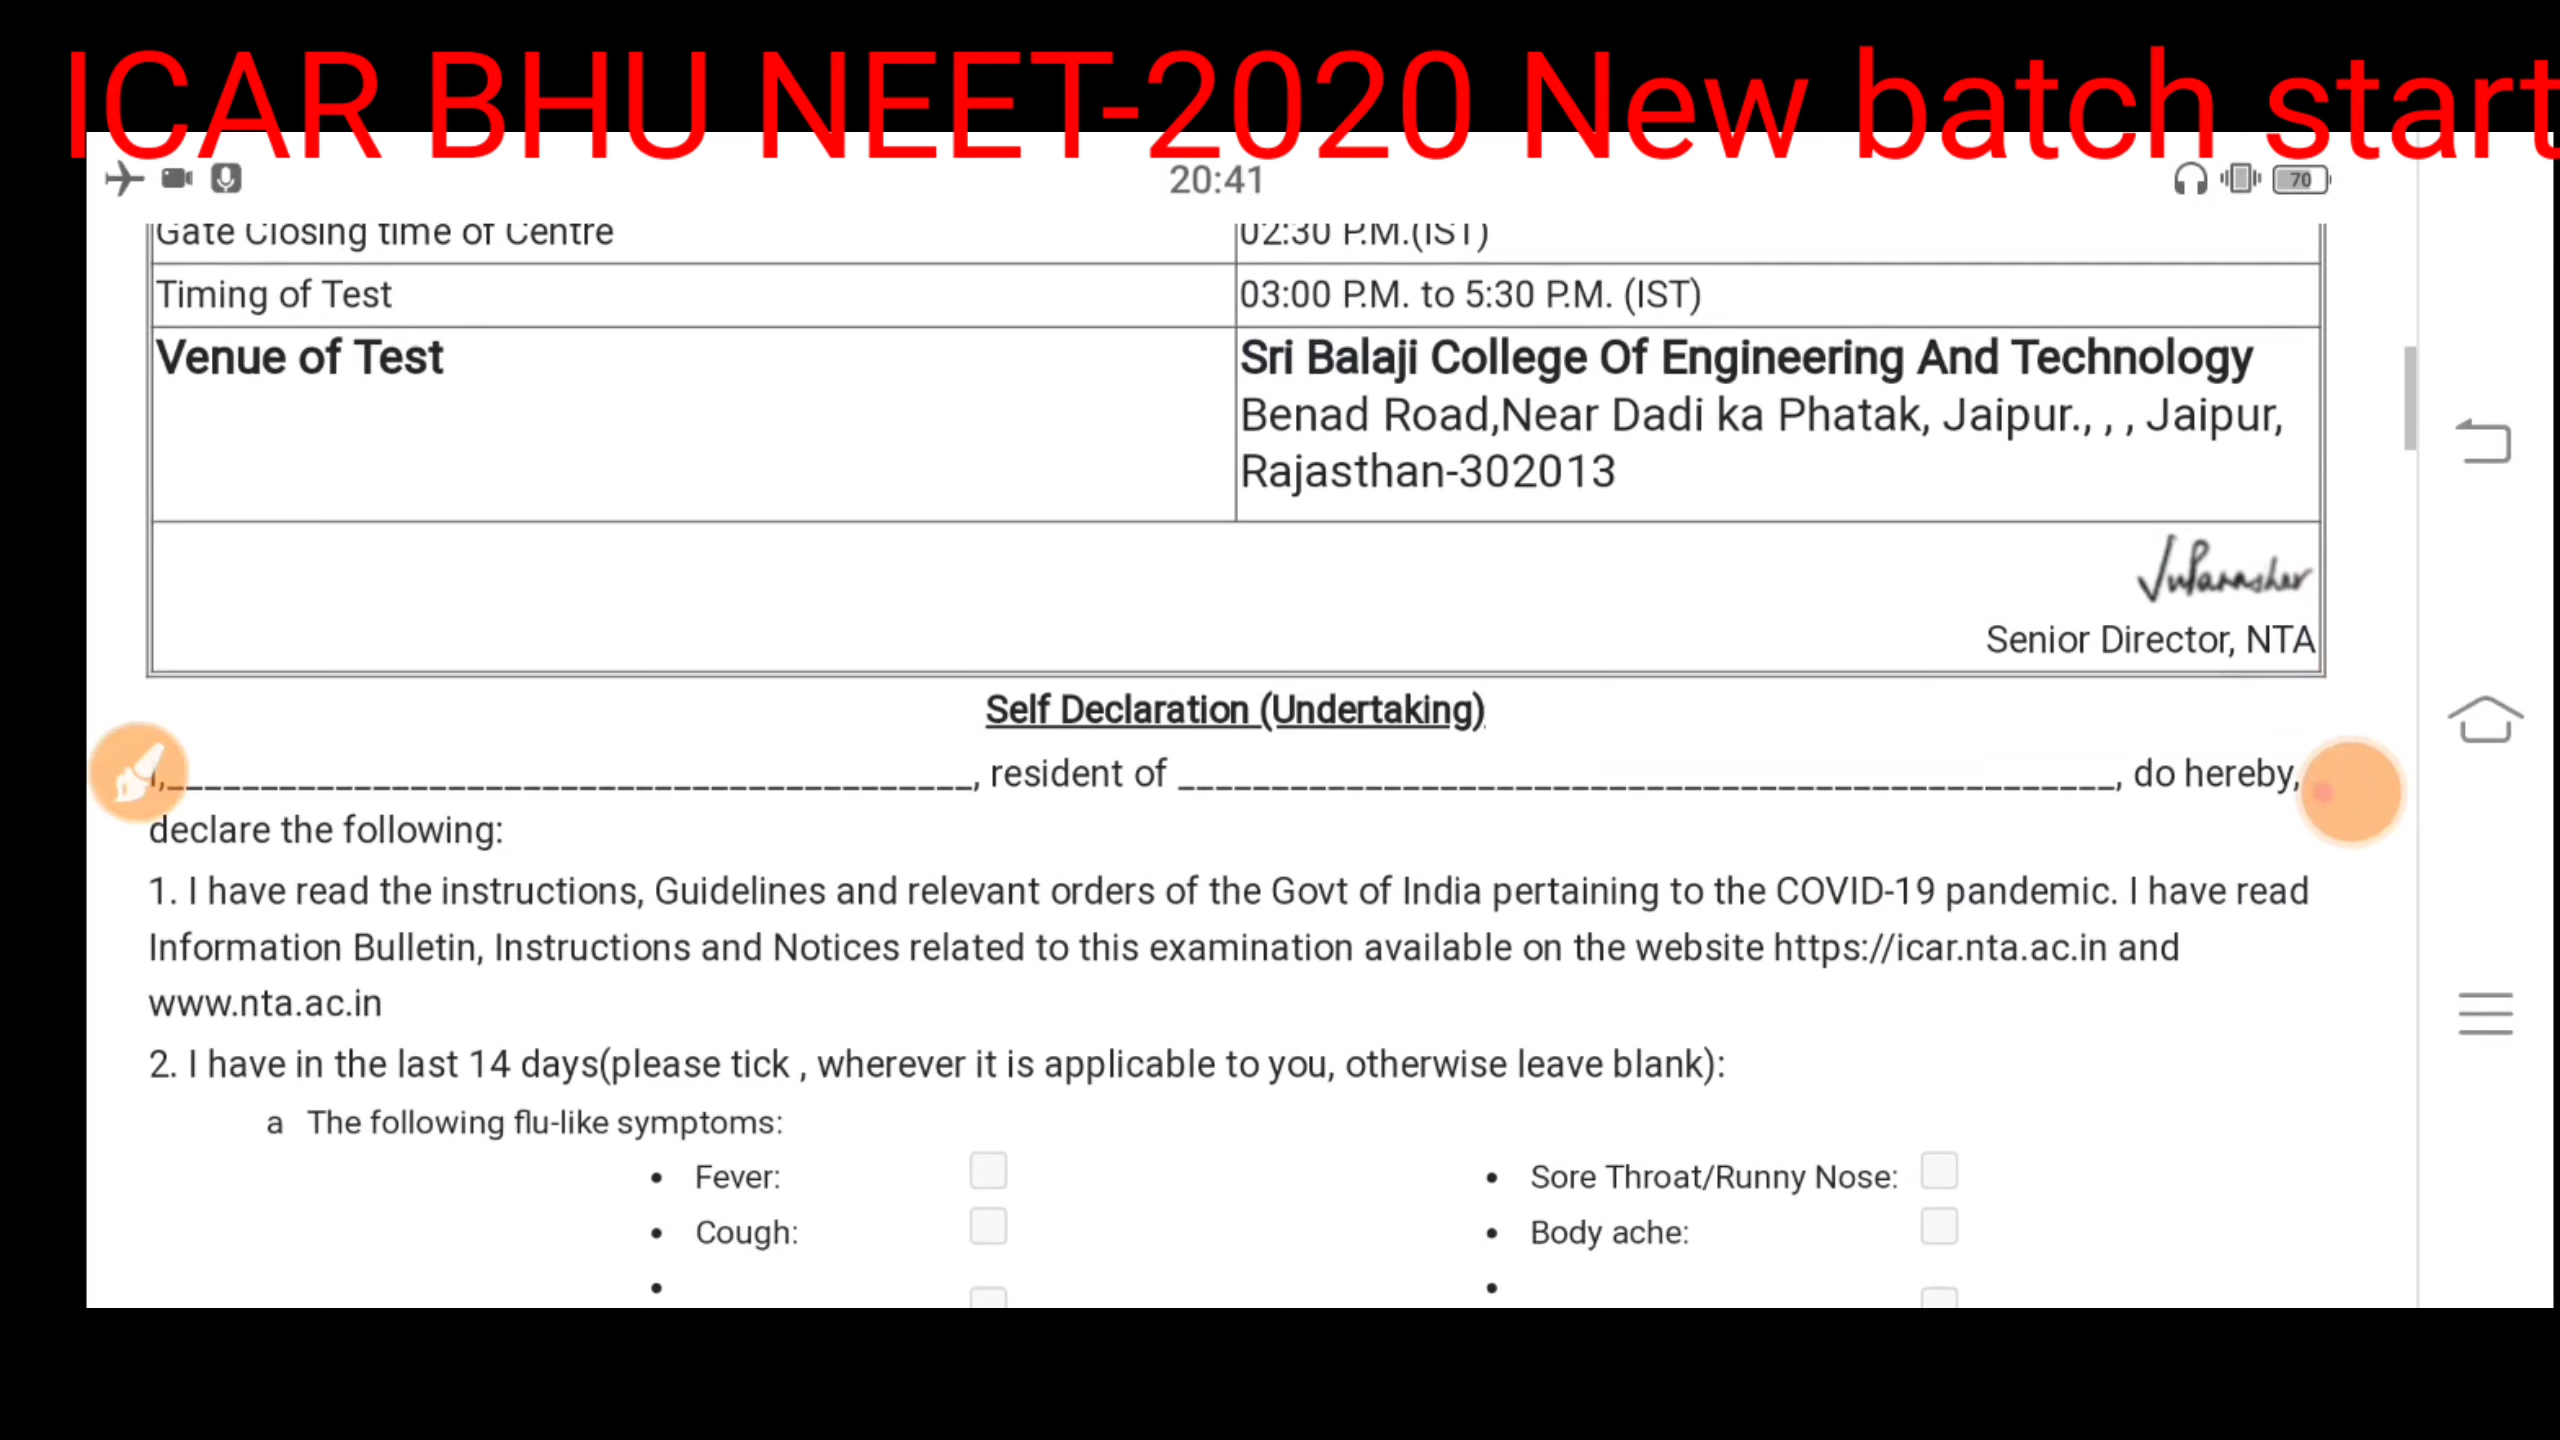 ICAR BHU NEET-2020 New batch start
20:41
70
Gate Closing time of Centre 02:30 P.M.(IST)
Timing of Test 03:00 P.M. to 5:30 P.M. (IST)
Venue of Test Sri Balaji College Of Engineering And Technology
Benad Road,Near Dadi ka Phatak, Jaipur., , , Jaipur,
Rajasthan-302013
Senior Director, NTA
Self Declaration (Undertaking)
I,___________________________________________, resident of __________________________________________________, do hereby,
declare the following:
1. I have read the instructions, Guidelines and relevant orders of the Govt of India pertaining to the COVID-19 pandemic. I have read
Information Bulletin, Instructions and Notices related to this examination available on the website https://icar.nta.ac.in and
www.nta.ac.in
2. I have in the last 14 days(please tick , wherever it is applicable to you, otherwise leave blank):
a The following flu-like symptoms:
• Fever: • Sore Throat/Runny Nose:
• Cough: • Body ache: